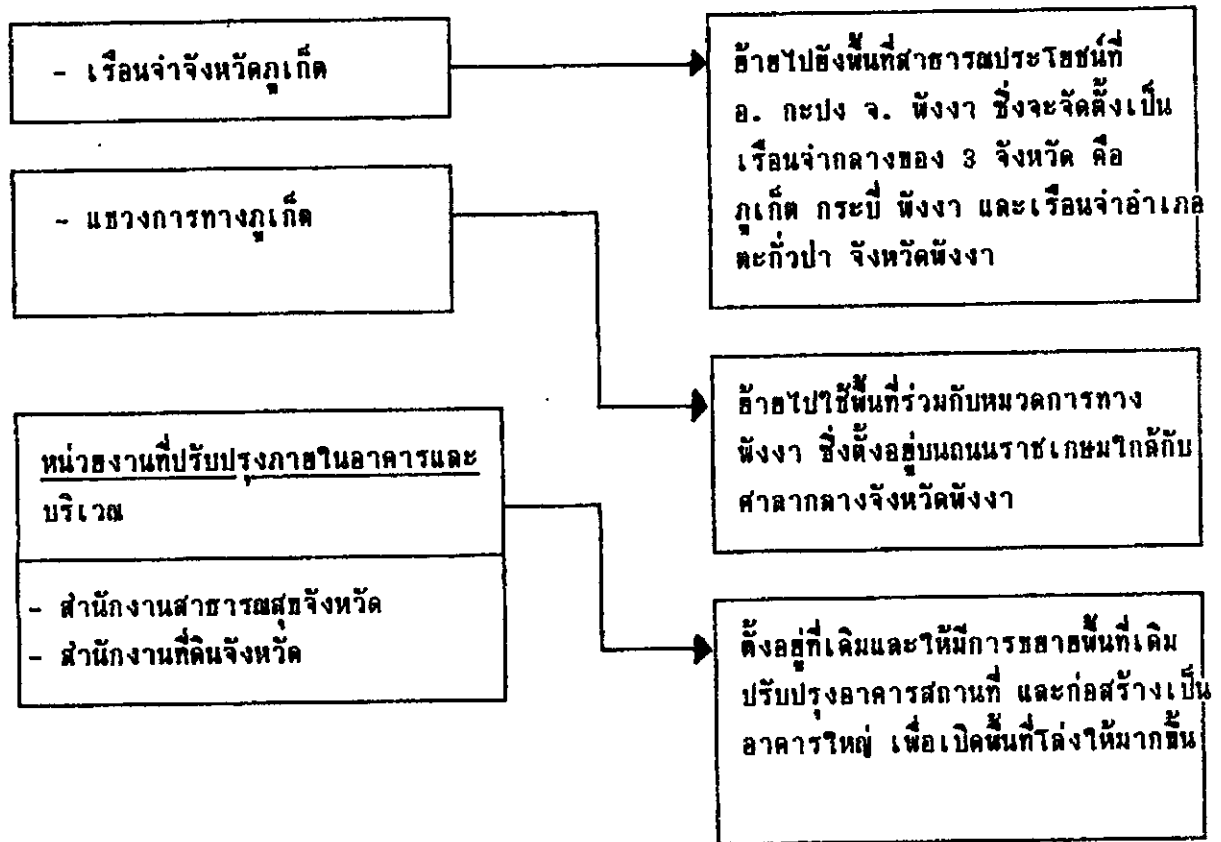 - เรือนจำจังหวัดภูเก็ต
ย้ายไปยังพื้นที่สาธารณประโยชน์ที่
อ. กะปง จ. พังงา ซึ่งจะจัดตั้งเป็น
เรือนจำกลางของ 3 จังหวัด คือ
ภูเก็ต กระบี่ พังงา และเรือนจำอำเภอ
ตะกั่วป่า จังหวัดพังงา
- แขวงการทางภูเก็ต
ย้ายไปใช้พื้นที่ร่วมกับหมวดการทาง
พังงา ซึ่งตั้งอยู่บนถนนราชเกษมใกล้กับ
ศาลากลางจังหวัดพังงา
หน่วยงานที่ปรับปรุงภายในอาคารและ
บริเวณ
- สำนักงานสาธารณสุขจังหวัด
- สำนักงานที่ดินจังหวัด
ตั้งอยู่ที่เดิมและให้มีการขยายพื้นที่เดิม
ปรับปรุงอาคารสถานที่ และก่อสร้างเป็น
อาคารใหญ่ เพื่อเปิดพื้นที่โล่งให้มากขึ้น